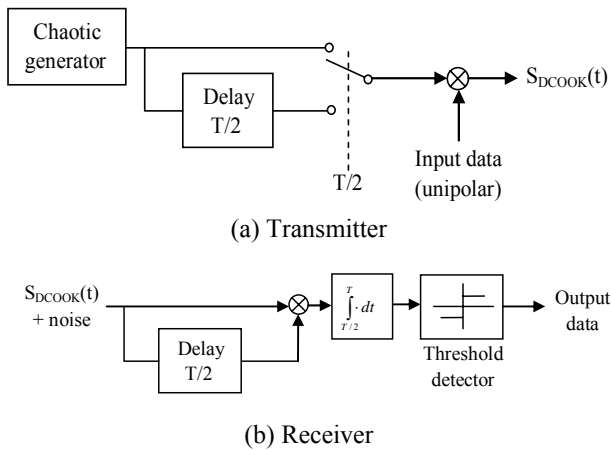 Chaotic
generator
Delay
T/2
T/2
S_DCOOK(t)
Input data
(unipolar)
(a) Transmitter
S_DCOOK(t)
+ noise
Delay
T/2
∫_{T/2}^{T} · dt
Threshold
detector
Output
data
(b) Receiver